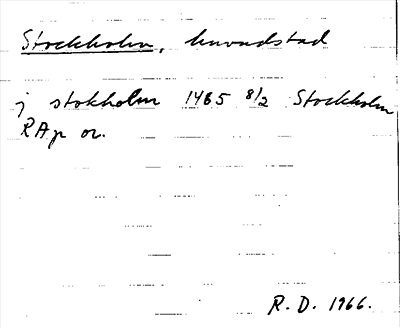 Stockholm, huvudstad
j stokholm 1465 8/2 Stockholm
RAp or.
R. D. 1966.